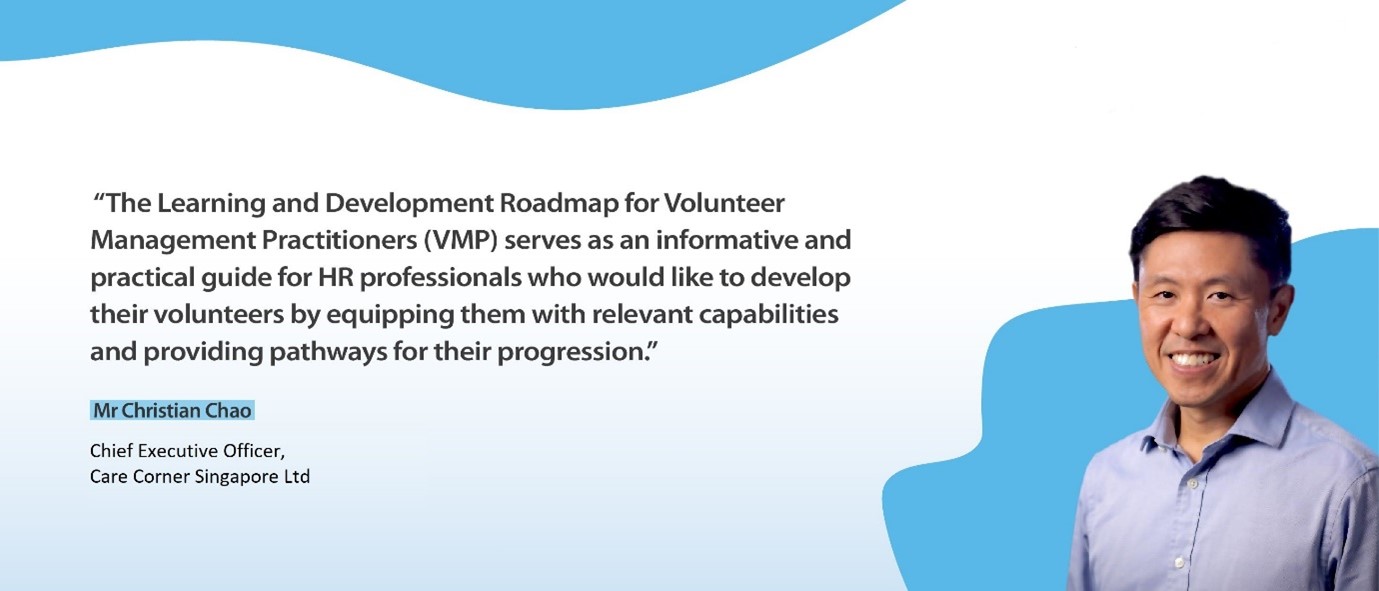 “The Learning and Development Roadmap for Volunteer
Management Practitioners (VMP) serves as an informative and
practical guide for HR professionals who would like to develop
their volunteers by equipping them with relevant capabilities
and providing pathways for their progression.”
Mr Christian Chao
Chief Executive Officer,
Care Corner Singapore Ltd